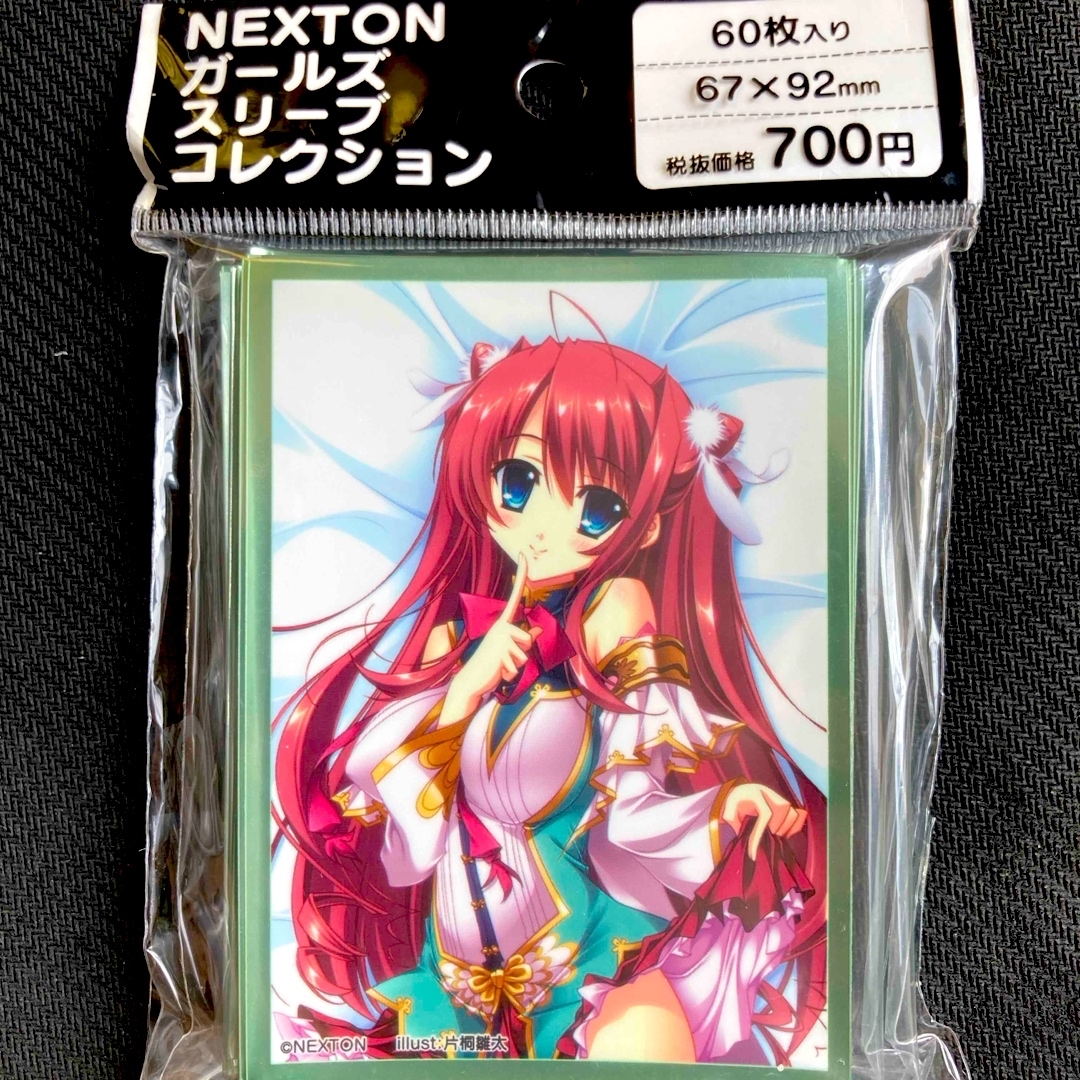 NEXTON
ガールズ
スリーブ
コレクション
60枚入り
67×92mm
税抜価格 700円
©NEXTON illust:片桐雛太